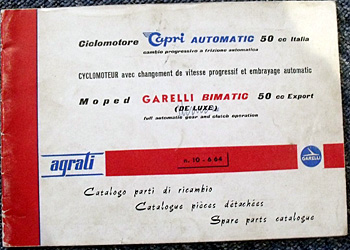 Ciclomotore Capri AUTOMATIC 50 cc Italia
cambio progressivo a frizione automatica
CYCLOMOTEUR avec changement de vitesse progressif et embrayage automatic
Moped GARELLI BIMATIC 50 cc Export
(DE LUXE)
full automatic gear and clutch operation
agrati
n. 10 - 6 64
GARELLI
Catalogo parti di ricambio
Catalogue pièces détachées
Spare parts catalogue